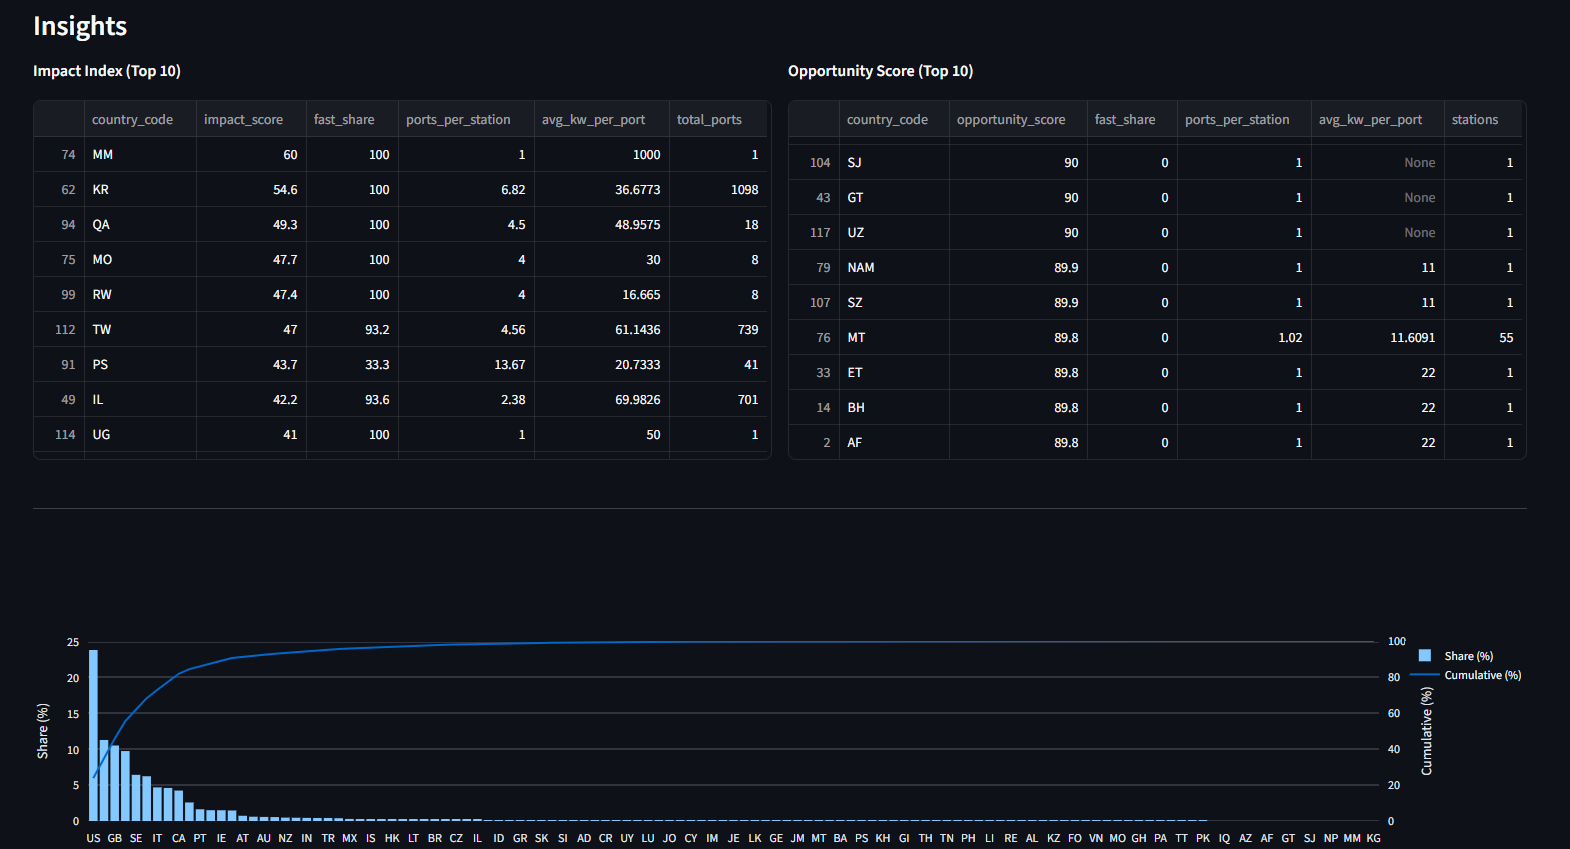 Insights
Impact Index (Top 10)
country_code impact_score fast_share ports_per_station avg_kw_per_port total_ports
74 MM 60 100 1 1000 1
62 KR 54.6 100 6.82 36.6773 1098
94 QA 49.3 100 4.5 48.9575 18
75 MO 47.7 100 4 30 8
99 RW 47.4 100 4 16.665 8
112 TW 47 93.2 4.56 61.1436 739
91 PS 43.7 33.3 13.67 20.7333 41
49 IL 42.2 93.6 2.38 69.9826 701
114 UG 41 100 1 50 1
Opportunity Score (Top 10)
country_code opportunity_score fast_share ports_per_station avg_kw_per_port stations
104 SJ 90 0 1 None 1
43 GT 90 0 1 None 1
117 UZ 90 0 1 None 1
79 NAM 89.9 0 1 11 1
107 SZ 89.9 0 1 11 1
76 MT 89.8 0 1.02 11.6091 55
33 ET 89.8 0 1 22 1
14 BH 89.8 0 1 22 1
2 AF 89.8 0 1 22 1
Share (%)
25
20
15
10
5
0
100
80
60
40
20
0
Cumulative (%)
Share (%)
Cumulative (%)
US GB SE IT CA PT IE AT AU NZ IN TR MX IS HK LT BR CZ IL ID GR SK SI AD CR UY LU JO CY IM JE LK GE JM MT BA PS KH GI TH TN PH LI RE AL KZ FO VN MO GH PA TT PK IQ AZ AF GT SJ NP MM KG